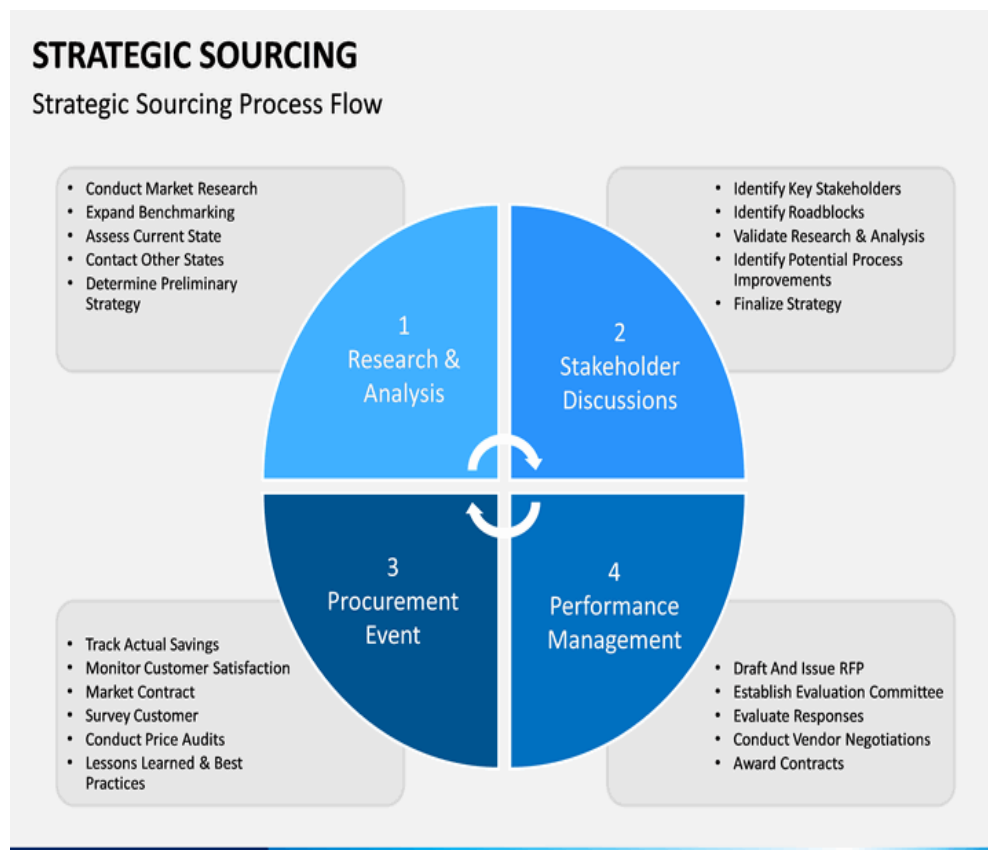 STRATEGIC SOURCING
Strategic Sourcing Process Flow
• Conduct Market Research
• Expand Benchmarking
• Assess Current State
• Contact Other States
• Determine Preliminary
Strategy
• Identify Key Stakeholders
• Identify Roadblocks
• Validate Research & Analysis
• Identify Potential Process
Improvements
• Finalize Strategy
1
Research &
Analysis
2
Stakeholder
Discussions
3
Procurement
Event
4
Performance
Management
• Track Actual Savings
• Monitor Customer Satisfaction
• Market Contract
• Survey Customer
• Conduct Price Audits
• Lessons Learned & Best
Practices
• Draft And Issue RFP
• Establish Evaluation Committee
• Evaluate Responses
• Conduct Vendor Negotiations
• Award Contracts